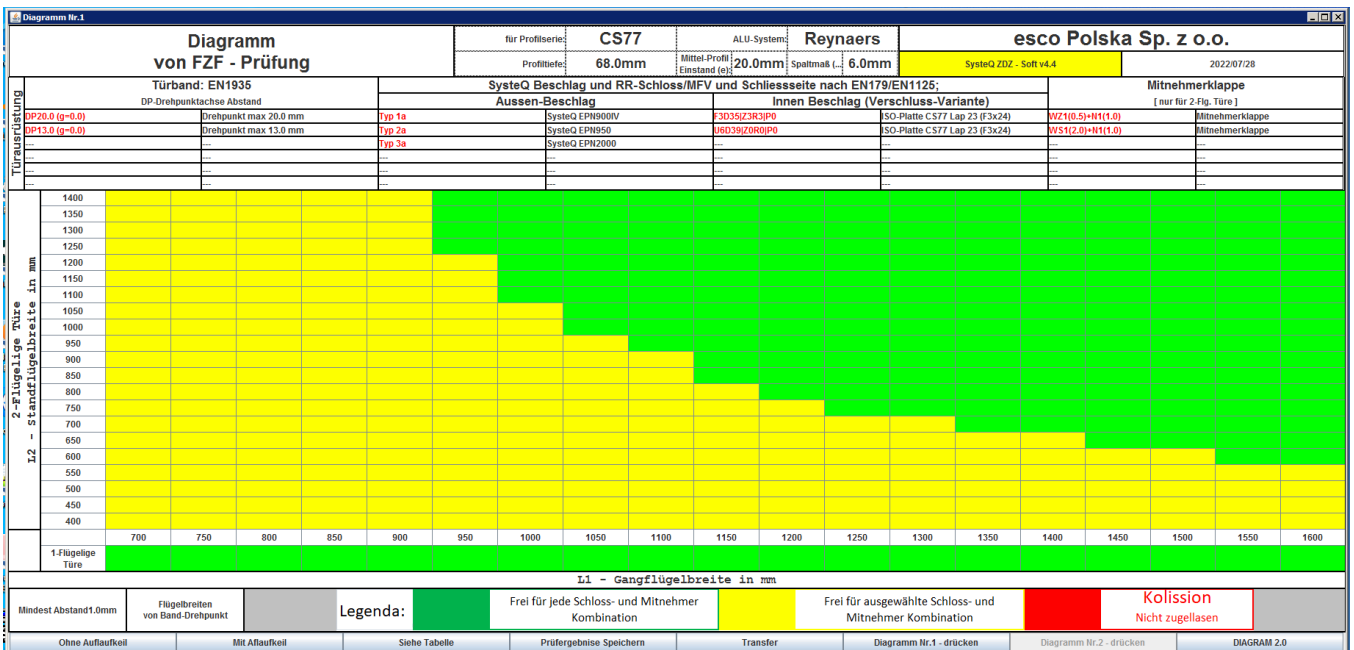 Diagramm Nr.1
Diagramm
von FZF - Prüfung
für Profilserie: CS77 ALU-System: Reynaers esco Polska Sp. z o.o.
Profiltiefe: 68.0mm Mittel-Profil Einstand (e): 20.0mm Spaltmaß (... 6.0mm SysteQ ZDZ - Soft v4.4 2022/07/28
Türausrüstung
Türband: EN1935 SysteQ Beschlag und RR-Schloss/MFV und Schliessseite nach EN179/EN1125; Mitnehmerklappe
DP-Drehpunktachse Abstand Aussen-Beschlag Innen Beschlag (Verschluss-Variante) [ nur für 2-Flg. Türe ]
DP20.0 (g=0.0) Drehpunkt max 20.0 mm Typ 1a SysteQ EPN900IV F3D35|Z3R3|P0 ISO-Platte CS77 Lap 23 (F3x24) WZ1(0.5)+N1(1.0) Mitnehmerklappe
DP13.0 (g=0.0) Drehpunkt max 13.0 mm Typ 2a SysteQ EPN950 U6D39|Z0R0|P0 ISO-Platte CS77 Lap 23 (F3x24) WS1(2.0)+N1(1.0) Mitnehmerklappe
--- --- Typ 3a SysteQ EPN2000 --- --- --- ---
--- --- --- --- --- --- --- ---
--- --- --- --- --- --- --- ---
--- --- --- --- --- --- --- ---
2-Flügelige Türe
L2 - Standflügelbreite in mm
1400
1350
1300
1250
1200
1150
1100
1050
1000
950
900
850
800
750
700
650
600
550
500
450
400
700 750 800 850 900 950 1000 1050 1100 1150 1200 1250 1300 1350 1400 1450 1500 1550 1600
1-Flügelige
Türe
L1 - Gangflügelbreite in mm
Mindest Abstand1.0mm
Flügelbreiten
von Band-Drehpunkt
Legenda:
Frei für jede Schloss- und Mitnehmer
Kombination
Frei für ausgewählte Schloss- und
Mitnehmer Kombination
Kolission
Nicht zugellasen
Ohne Auflaufkeil Mit Aflaufkeil Siehe Tabelle Prüfergebnise Speichern Transfer Diagramm Nr.1 - drücken Diagramm Nr.2 - drücken DIAGRAM 2.0